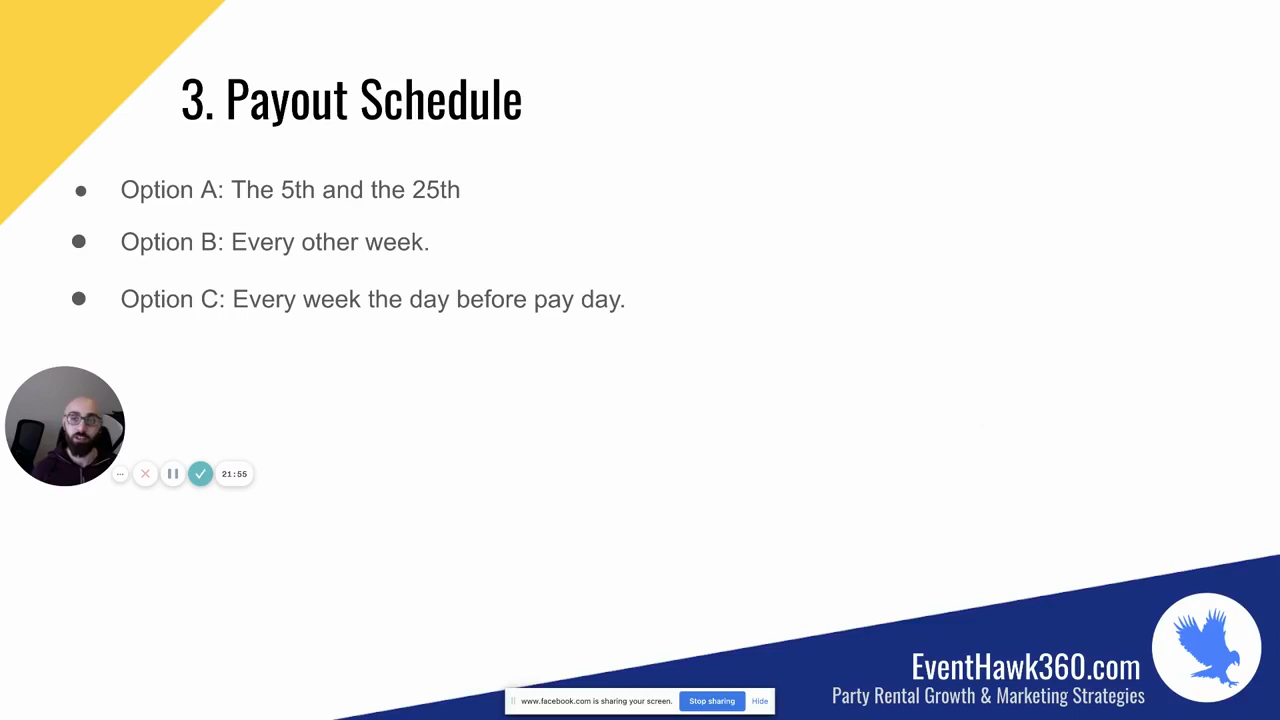 3. Payout Schedule
● Option A: The 5th and the 25th
● Option B: Every other week.
● Option C: Every week the day before pay day.
21:55
EventHawk360.com
Party Rental Growth & Marketing Strategies
www.facebook.com is sharing your screen. Stop sharing Hide